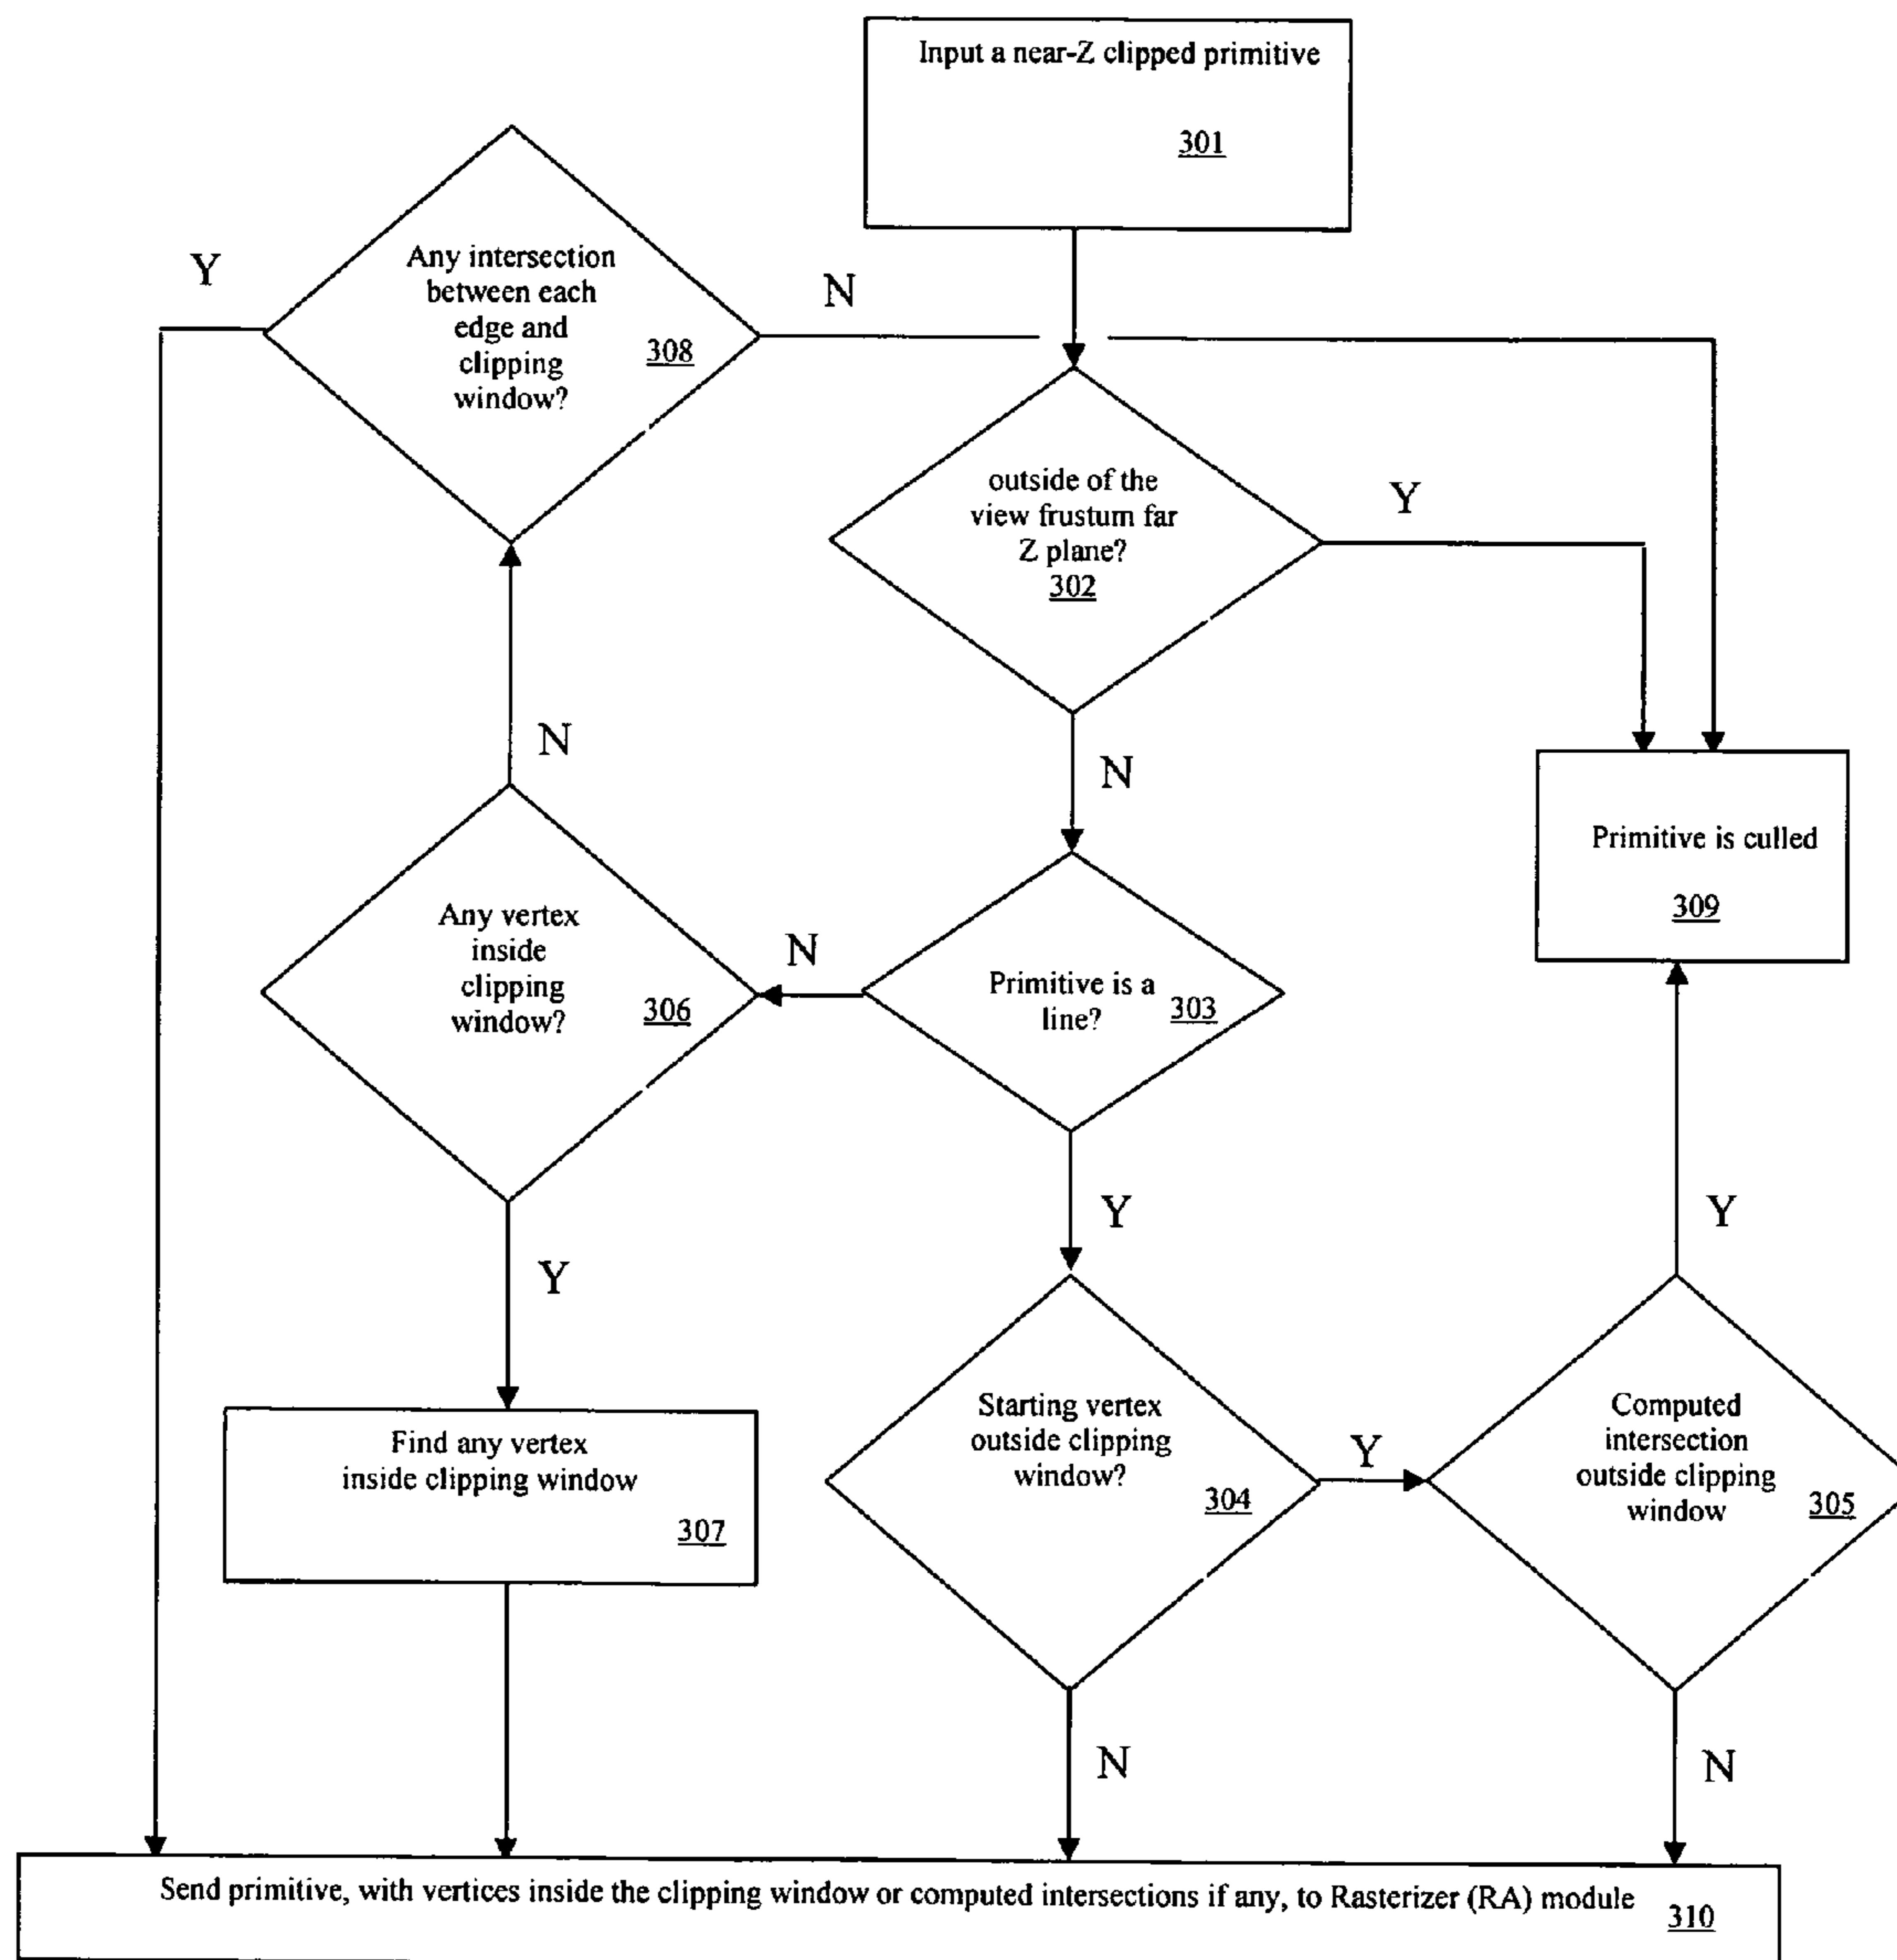 Input a near-Z clipped primitive
301
Any intersection
between each
edge and
clipping
window?
308
Y
N
outside of the
view frustum far
Z plane?
302
Y
N
Primitive is culled
309
N
Any vertex
inside
clipping
window?
306
N
Primitive is a
line?
303
Y
Y
Y
Find any vertex
inside clipping window
307
Starting vertex
outside clipping
window?
304
Y
Computed
intersection
outside clipping
window
305
N
N
Send primitive, with vertices inside the clipping window or computed intersections if any, to Rasterizer (RA) module
310